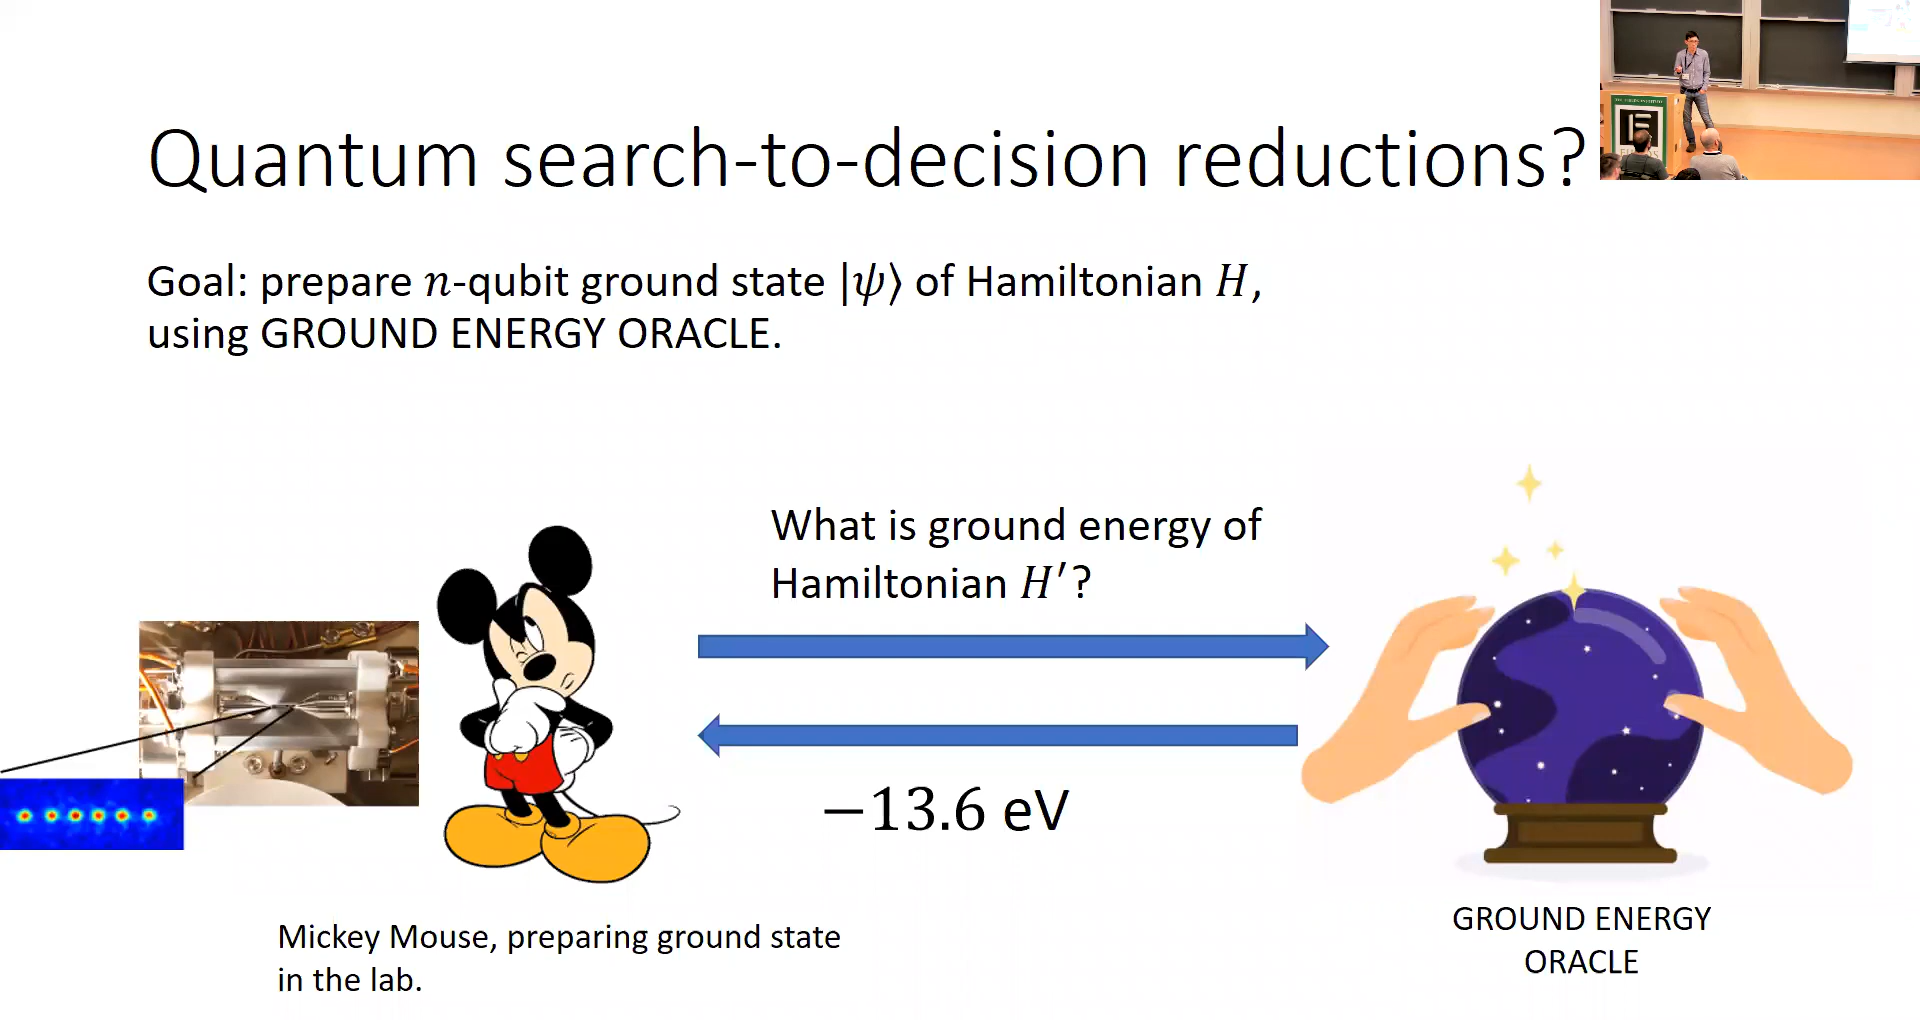 Quantum search-to-decision reductions?
Goal: prepare n-qubit ground state |ψ⟩ of Hamiltonian H,
using GROUND ENERGY ORACLE.
What is ground energy of
Hamiltonian H′?
−13.6 eV
Mickey Mouse, preparing ground state
in the lab.
GROUND ENERGY
ORACLE